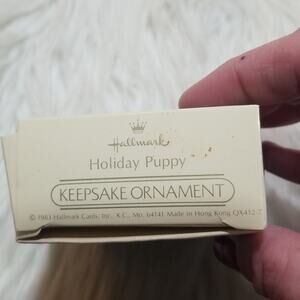 Hallmark
Holiday Puppy
KEEPSAKE ORNAMENT
© 1983 Hallmark Cards, Inc., K.C., Mo. 64141 Made in Hong Kong QX412-7